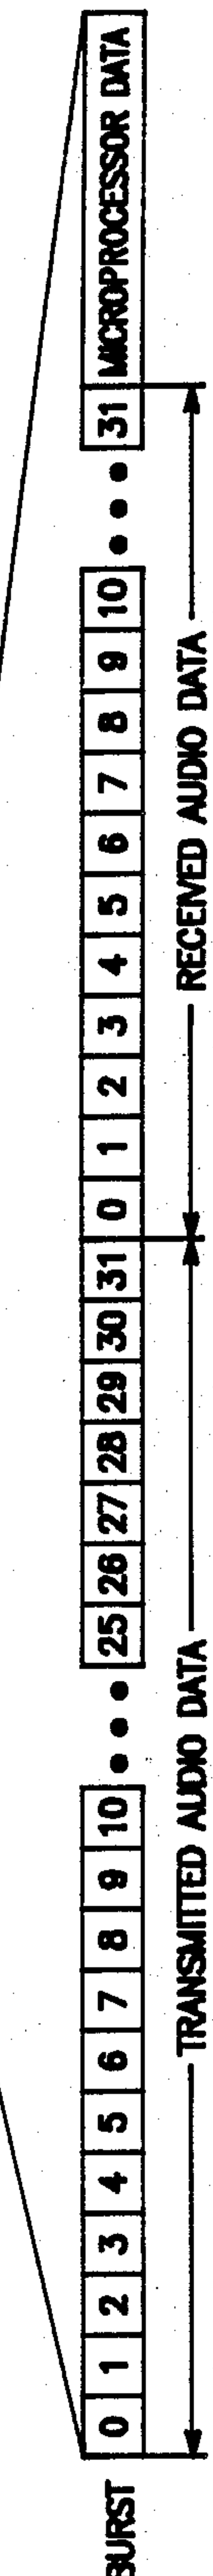 BURST 0 1 2 3 4 5 6 7 8 9 10 ● ● ● 25 26 27 28 29 30 31 0 1 2 3 4 5 6 7 8 9 10 ● ● ● 31 MICROPROCESSOR DATA
TRANSMITTED AUDIO DATA RECEIVED AUDIO DATA